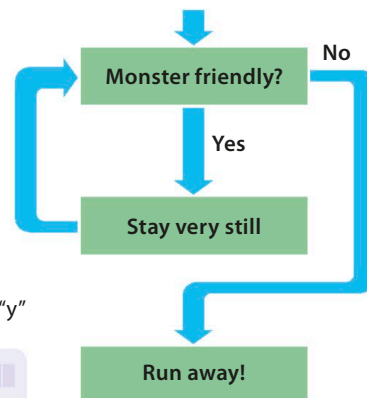 No
Monster friendly?
Yes
Stay very still
“y”
Run away!